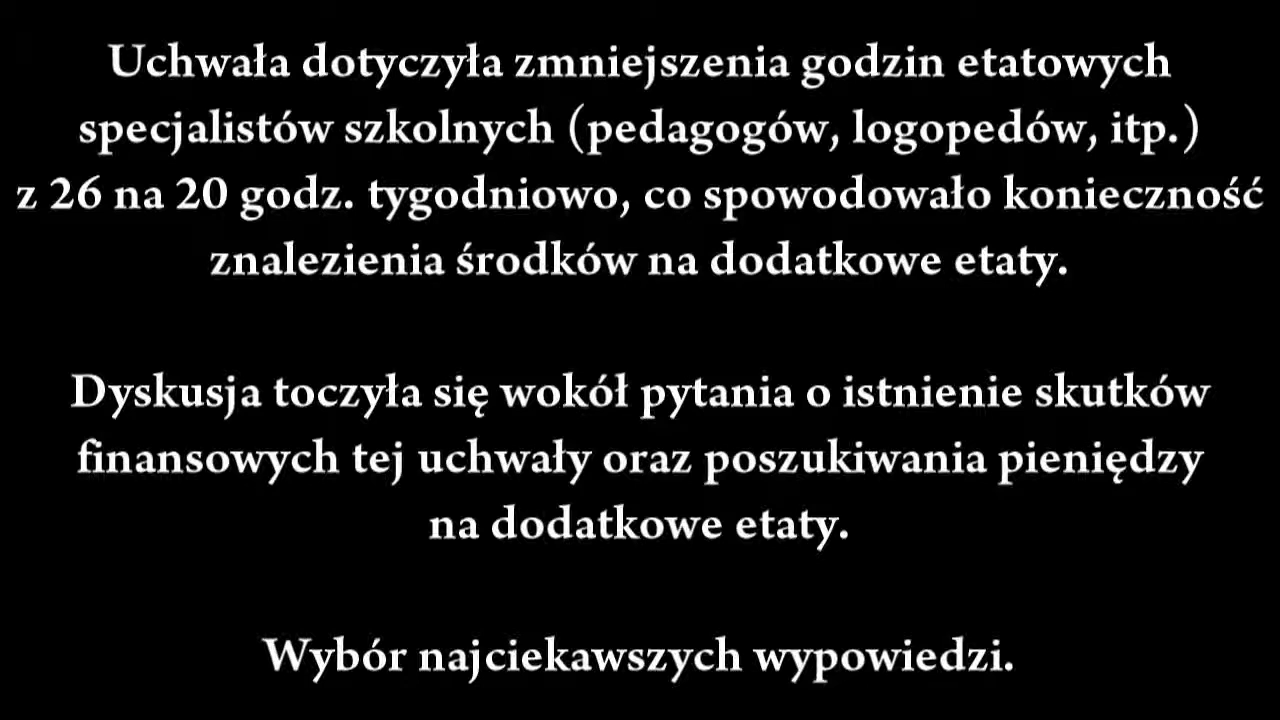 Uchwała dotyczyła zmniejszenia godzin etatowych
specjalistów szkolnych (pedagogów, logopedów, itp.)
z 26 na 20 godz. tygodniowo, co spowodowało konieczność
znalezienia środków na dodatkowe etaty.
Dyskusja toczyła się wokół pytania o istnienie skutków
finansowych tej uchwały oraz poszukiwania pieniędzy
na dodatkowe etaty.
Wybór najciekawszych wypowiedzi.